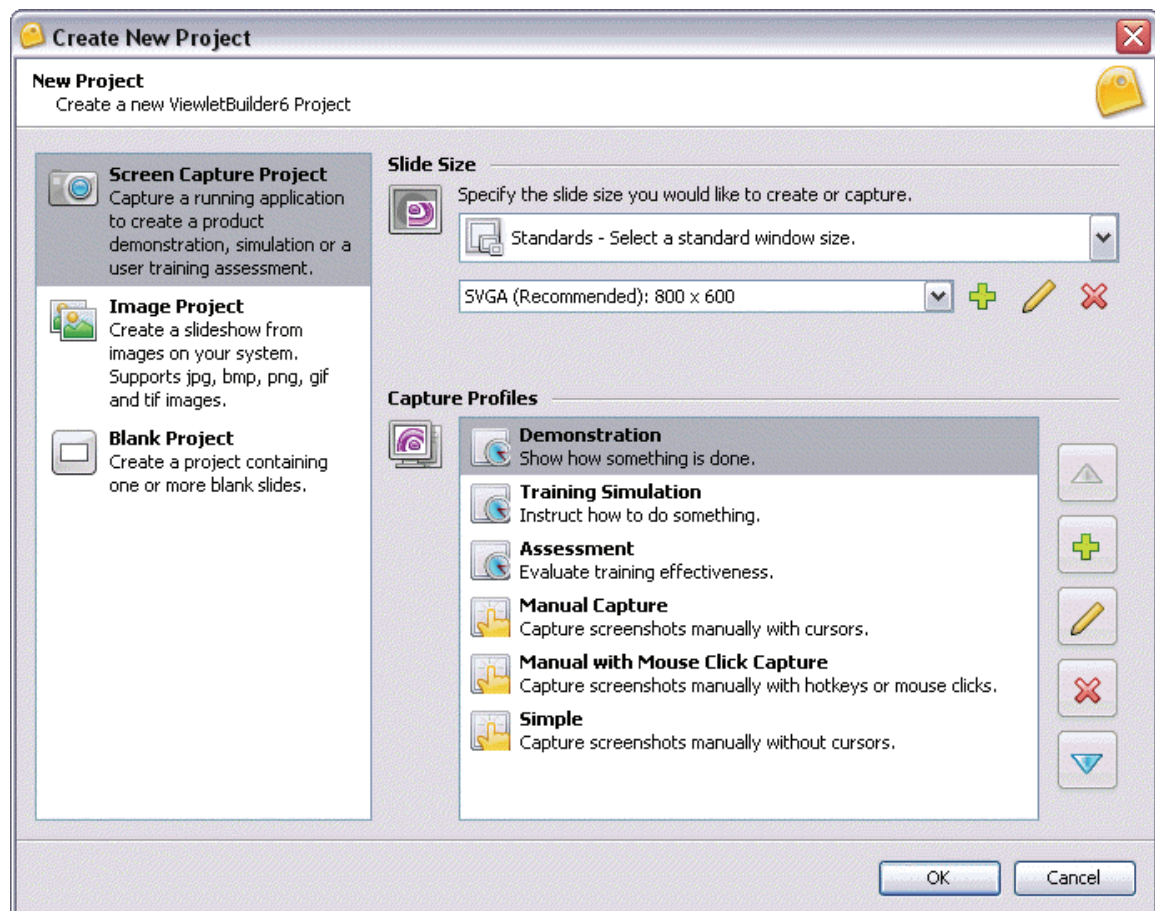 Create New Project
New Project
Create a new ViewletBuilder6 Project
Screen Capture Project
Capture a running application
to create a product
demonstration, simulation or a
user training assessment.
Image Project
Create a slideshow from
images on your system.
Supports jpg, bmp, png, gif
and tif images.
Blank Project
Create a project containing
one or more blank slides.
Slide Size
Specify the slide size you would like to create or capture.
Standards - Select a standard window size.
SVGA (Recommended): 800 x 600
Capture Profiles
Demonstration
Show how something is done.
Training Simulation
Instruct how to do something.
Assessment
Evaluate training effectiveness.
Manual Capture
Capture screenshots manually with cursors.
Manual with Mouse Click Capture
Capture screenshots manually with hotkeys or mouse clicks.
Simple
Capture screenshots manually without cursors.
OK
Cancel